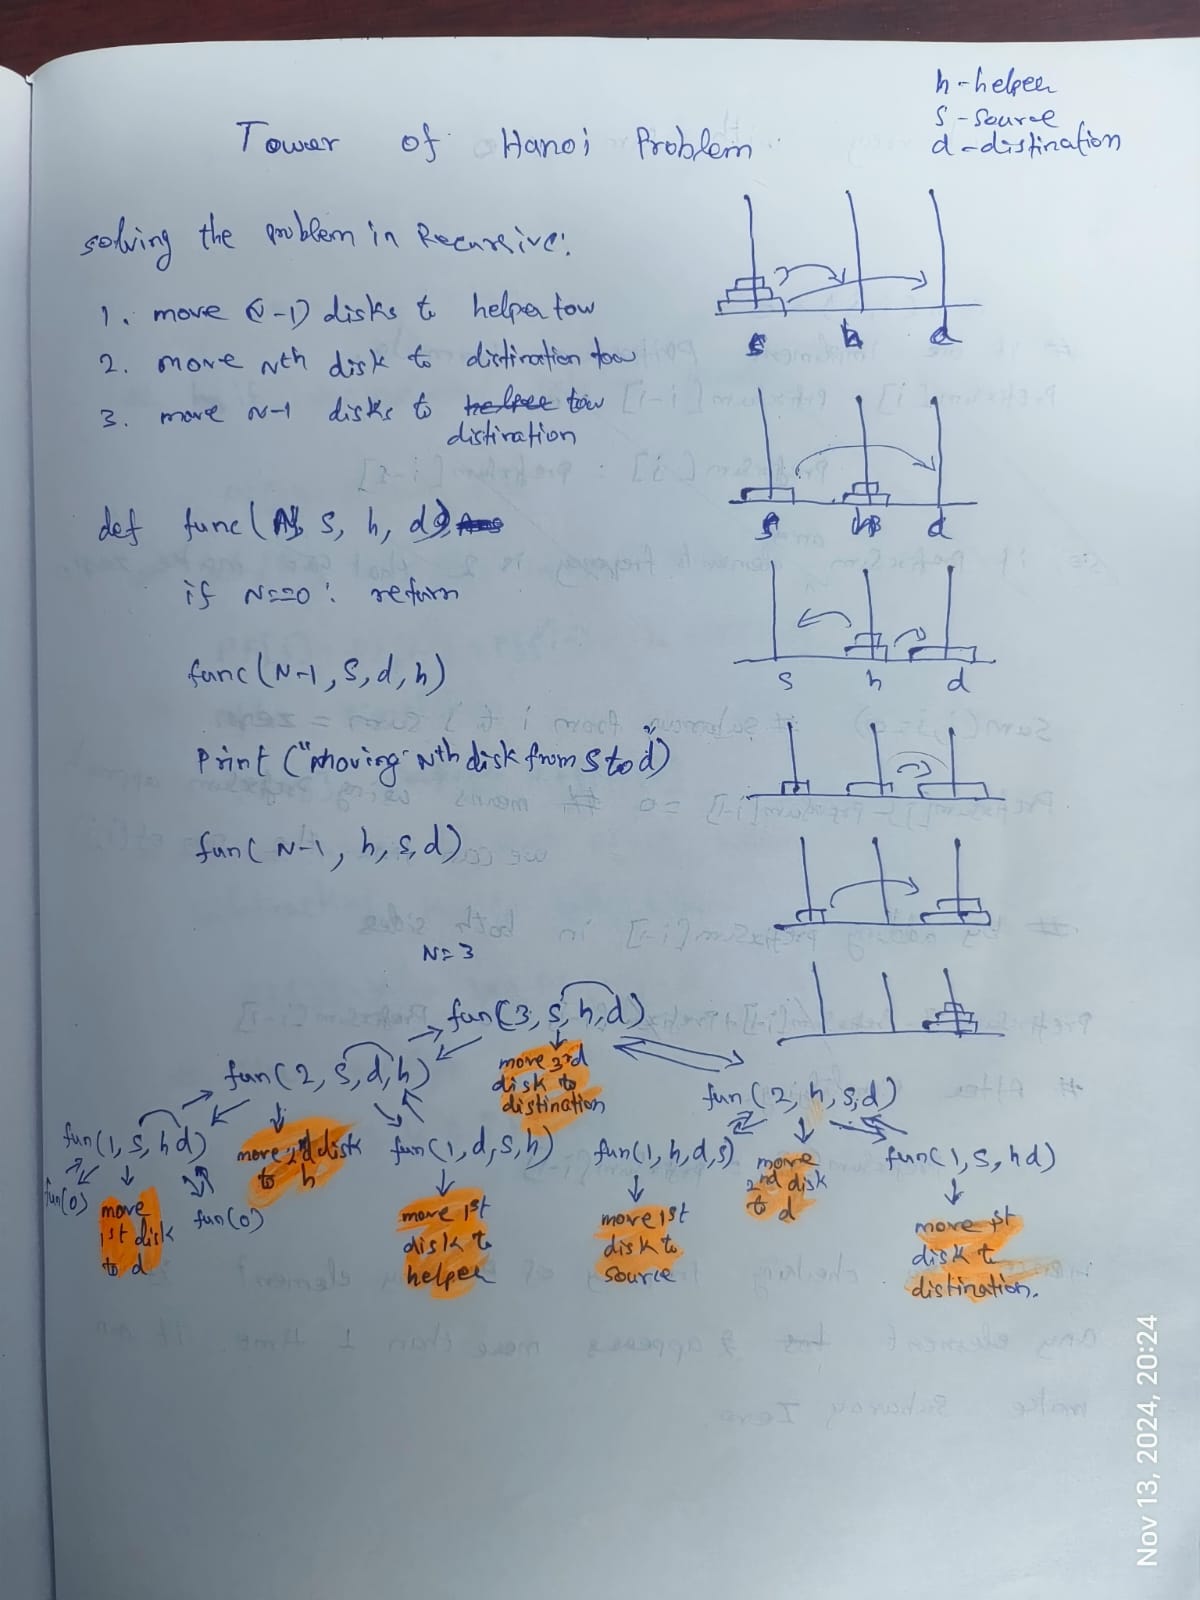 h - helper
s - source
d - distination
Tower of Hanoi Problem
solving the problem in Recursive:
1. move (N-1) disks to helper tow
2. move Nth disk to distination tow
3. move N-1 disks to helper tow
distination
s h d
s h d
s h d
def func(N, s, h, d)
if N==0: return
func(N-1, s, d, h)
Print ("moving Nth disk from s to d")
fun(N-1, h, s, d)
N=3
fun(3, s, h, d)
move 3rd
disk to
distination
fun(2, s, d, h)
fun(2, h, s, d)
fun(1, s, h d)
move 2nd disk
to h
fun(1, d, s, h)
fun(1, h, d, s)
move
2nd disk
to d
fun(1, s, h d)
fun(0)
move
1st disk
to d
fun(0)
move 1st
disk to
helper
move 1st
disk to
source
move 1st
disk to
distination.
Nov 13, 2024, 20:24